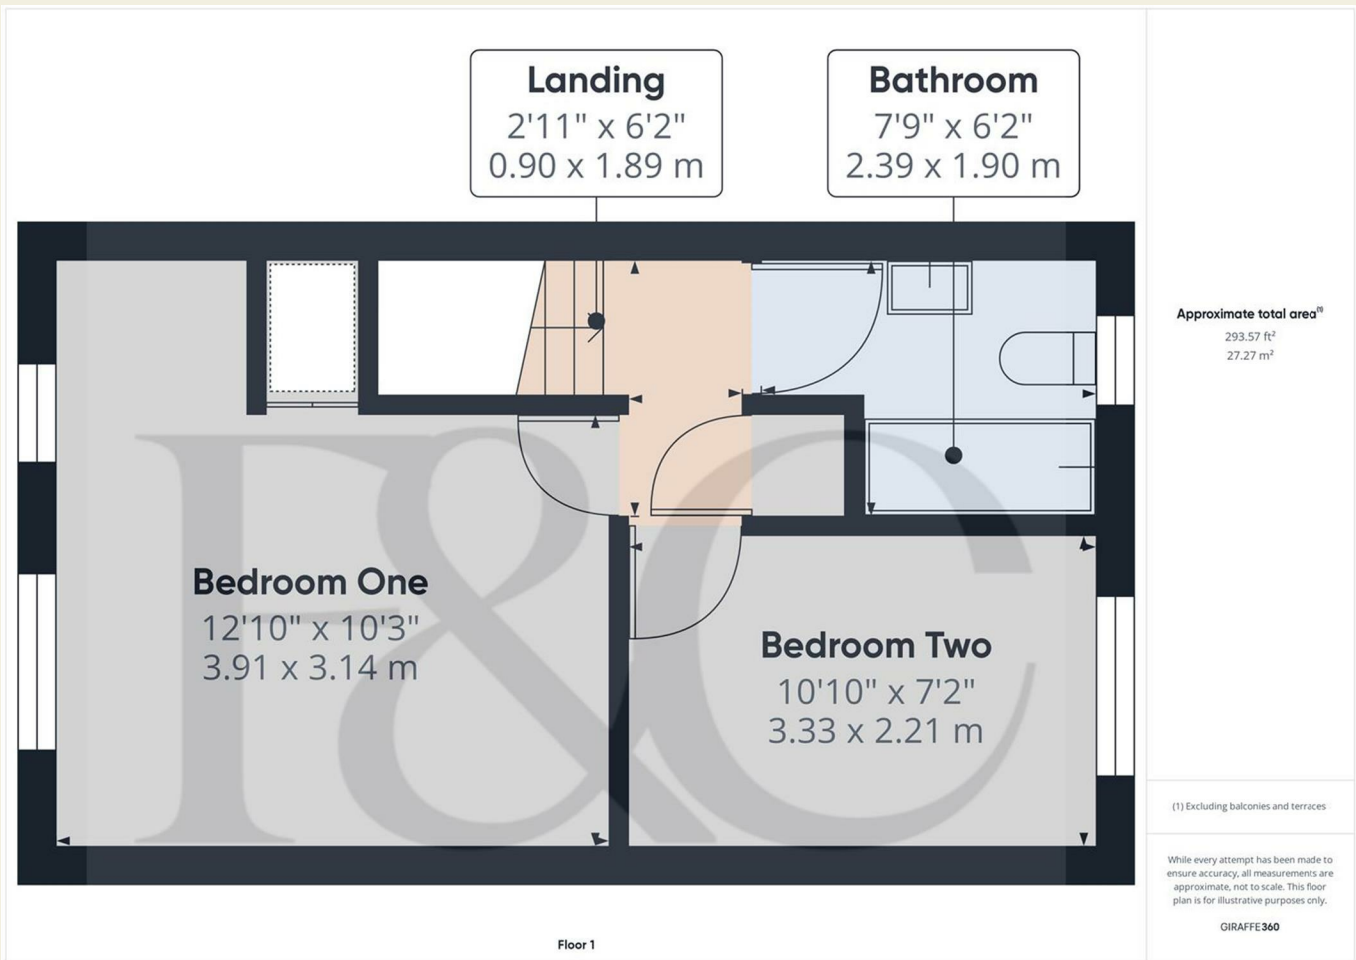 Landing
2'11" x 6'2"
0.90 x 1.89 m
Bathroom
7'9" x 6'2"
2.39 x 1.90 m
Approximate total area⁽¹⁾
293.57 ft²
27.27 m²
Bedroom One
12'10" x 10'3"
3.91 x 3.14 m
Bedroom Two
10'10" x 7'2"
3.33 x 2.21 m
F&C
(1) Excluding balconies and terraces
While every attempt has been made to
ensure accuracy, all measurements are
approximate, not to scale. This floor
plan is for illustrative purposes only.
GIRAFFE360
Floor 1